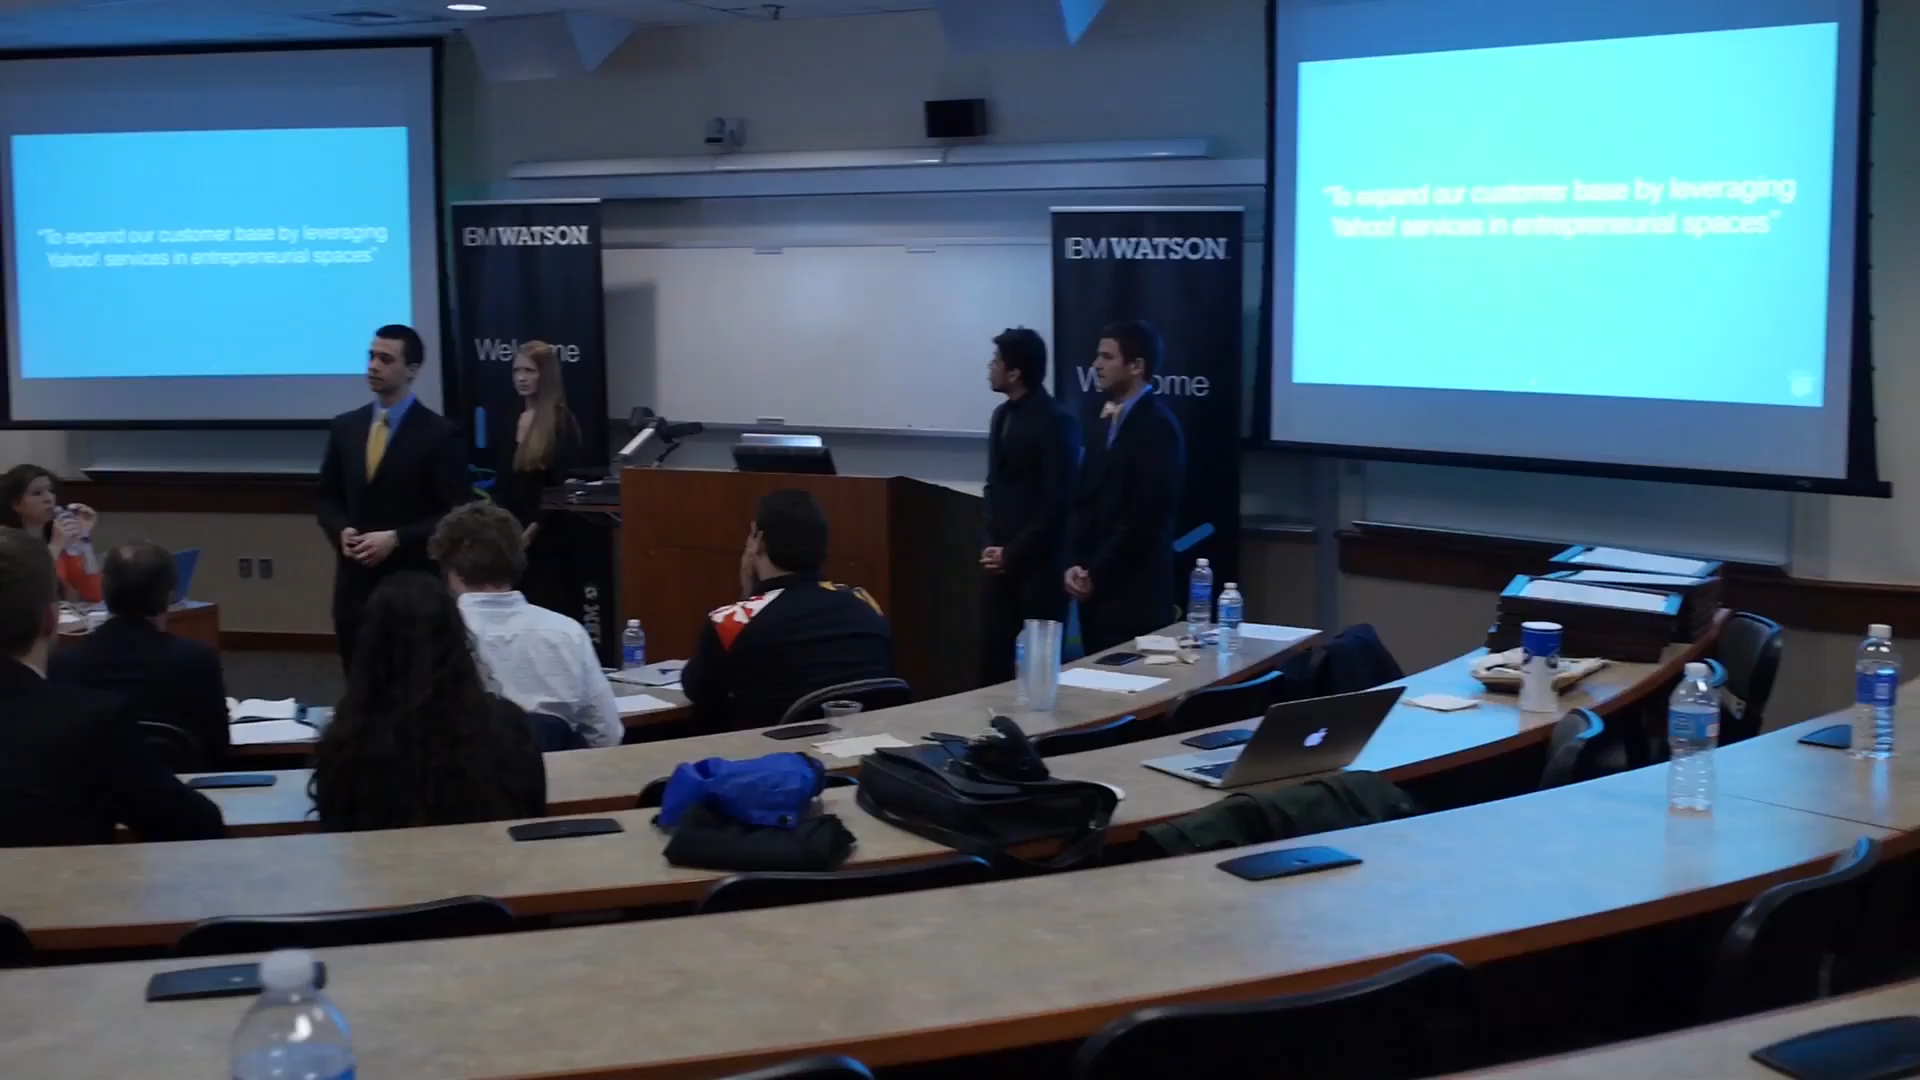 "To expand our customer base by leveraging
Yahoo! services in entrepreneurial spaces"
IBM WATSON
Welcome
IBM
IBM WATSON
"To expand our customer base by leveraging
Yahoo! services in entrepreneurial spaces"